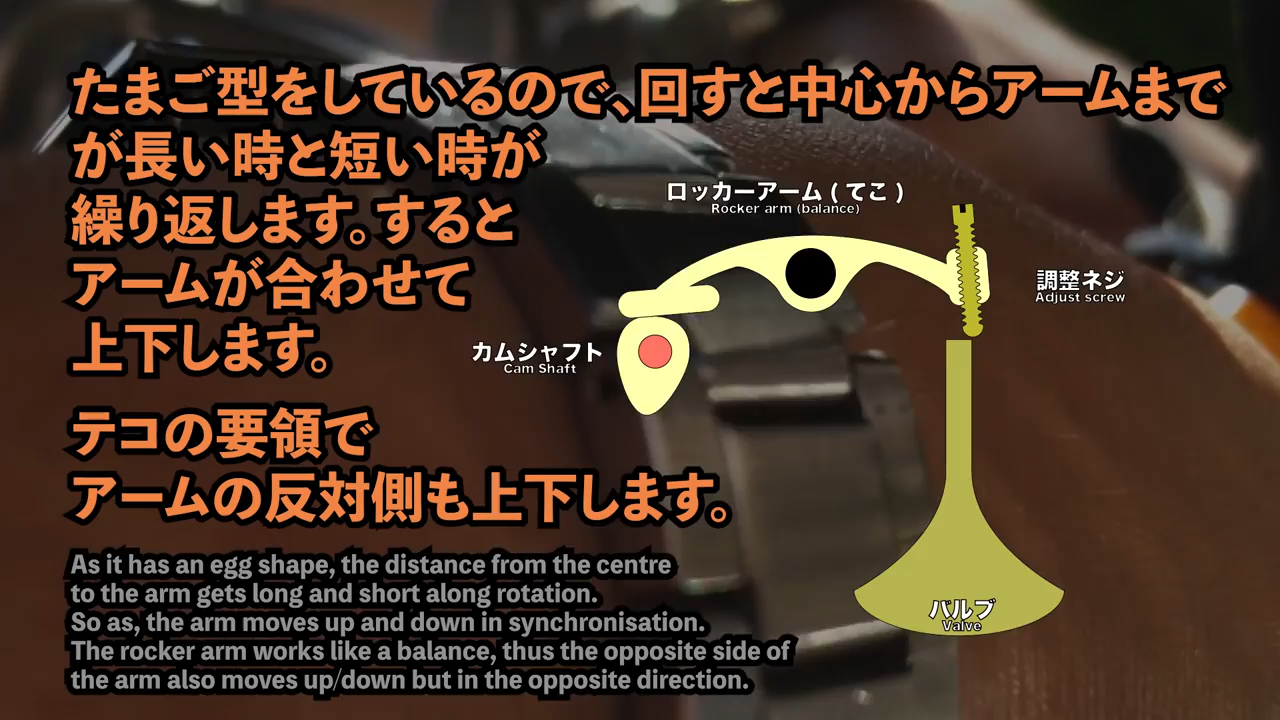 たまご型をしているので、回すと中心からアームまで
が長い時と短い時が
繰り返します。すると
アームが合わせて
上下します。
テコの要領で
アームの反対側も上下します。
As it has an egg shape, the distance from the centre
to the arm gets long and short along rotation.
So as, the arm moves up and down in synchronisation.
The rocker arm works like a balance, thus the opposite side of
the arm also moves up/down but in the opposite direction.
ロッカーアーム ( てこ )
Rocker arm (balance)
調整ネジ
Adjust screw
カムシャフト
Cam Shaft
バルブ
Valve